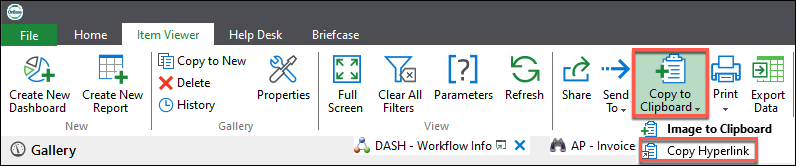 OnBase
File Home Item Viewer Help Desk Briefcase
Create New Dashboard
Create New Report
New
Copy to New
Delete
History
Properties
Gallery
Full Screen
Clear All Filters
Parameters
Refresh
View
Share
Send To
Copy to Clipboard
Print
Export Data
Image to Clipboard
Copy Hyperlink
Gallery
DASH - Workflow Info
AP - Invoice